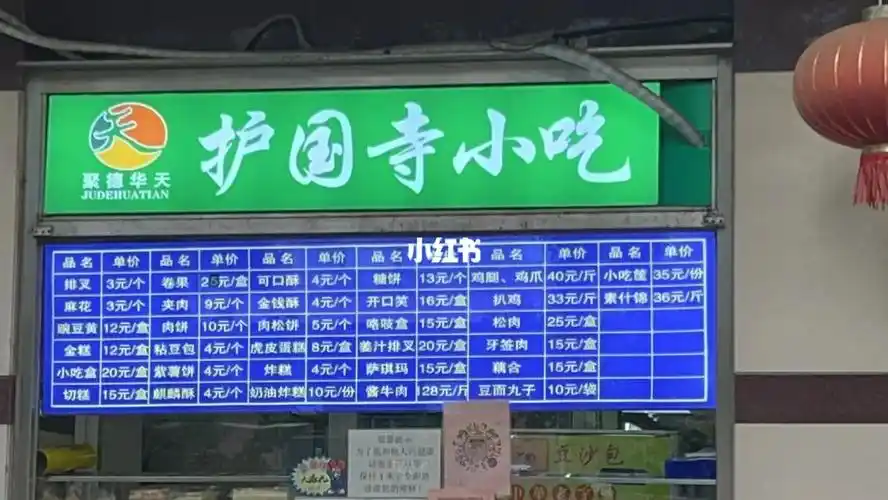 护国寺小吃
聚德华天
JUDEHUATIAN
小红书
品名 单价 品名 单价 品名 单价 品名 单价 品名 单价 品名 单价
排叉 3元/个 卷果 25元/盒 可口酥 4元/个 糖饼 13元/个 鸡腿、鸡爪 40元/斤 小吃筐 35元/份
麻花 3元/个 夹肉 9元/个 金钱酥 4元/个 开口笑 16元/盒 扒鸡 33元/斤 素什锦 36元/斤
豌豆黄 12元/盒 肉饼 10元/个 肉松饼 5元/个 咯吱盒 15元/盒 松肉 25元/盒
金糕 12元/盒 粘豆包 4元/个 虎皮蛋糕 8元/盒 姜汁排叉 20元/盒 牙签肉 15元/盒
小吃盒 20元/盒 紫薯饼 4元/个 炸糕 4元/个 萨琪玛 15元/盒 藕合 15元/盒
切糕 15元/盒 麒麟酥 4元/个 奶油炸糕 10元/份 酱牛肉 128元/斤 豆面丸子 10元/袋
豆沙包